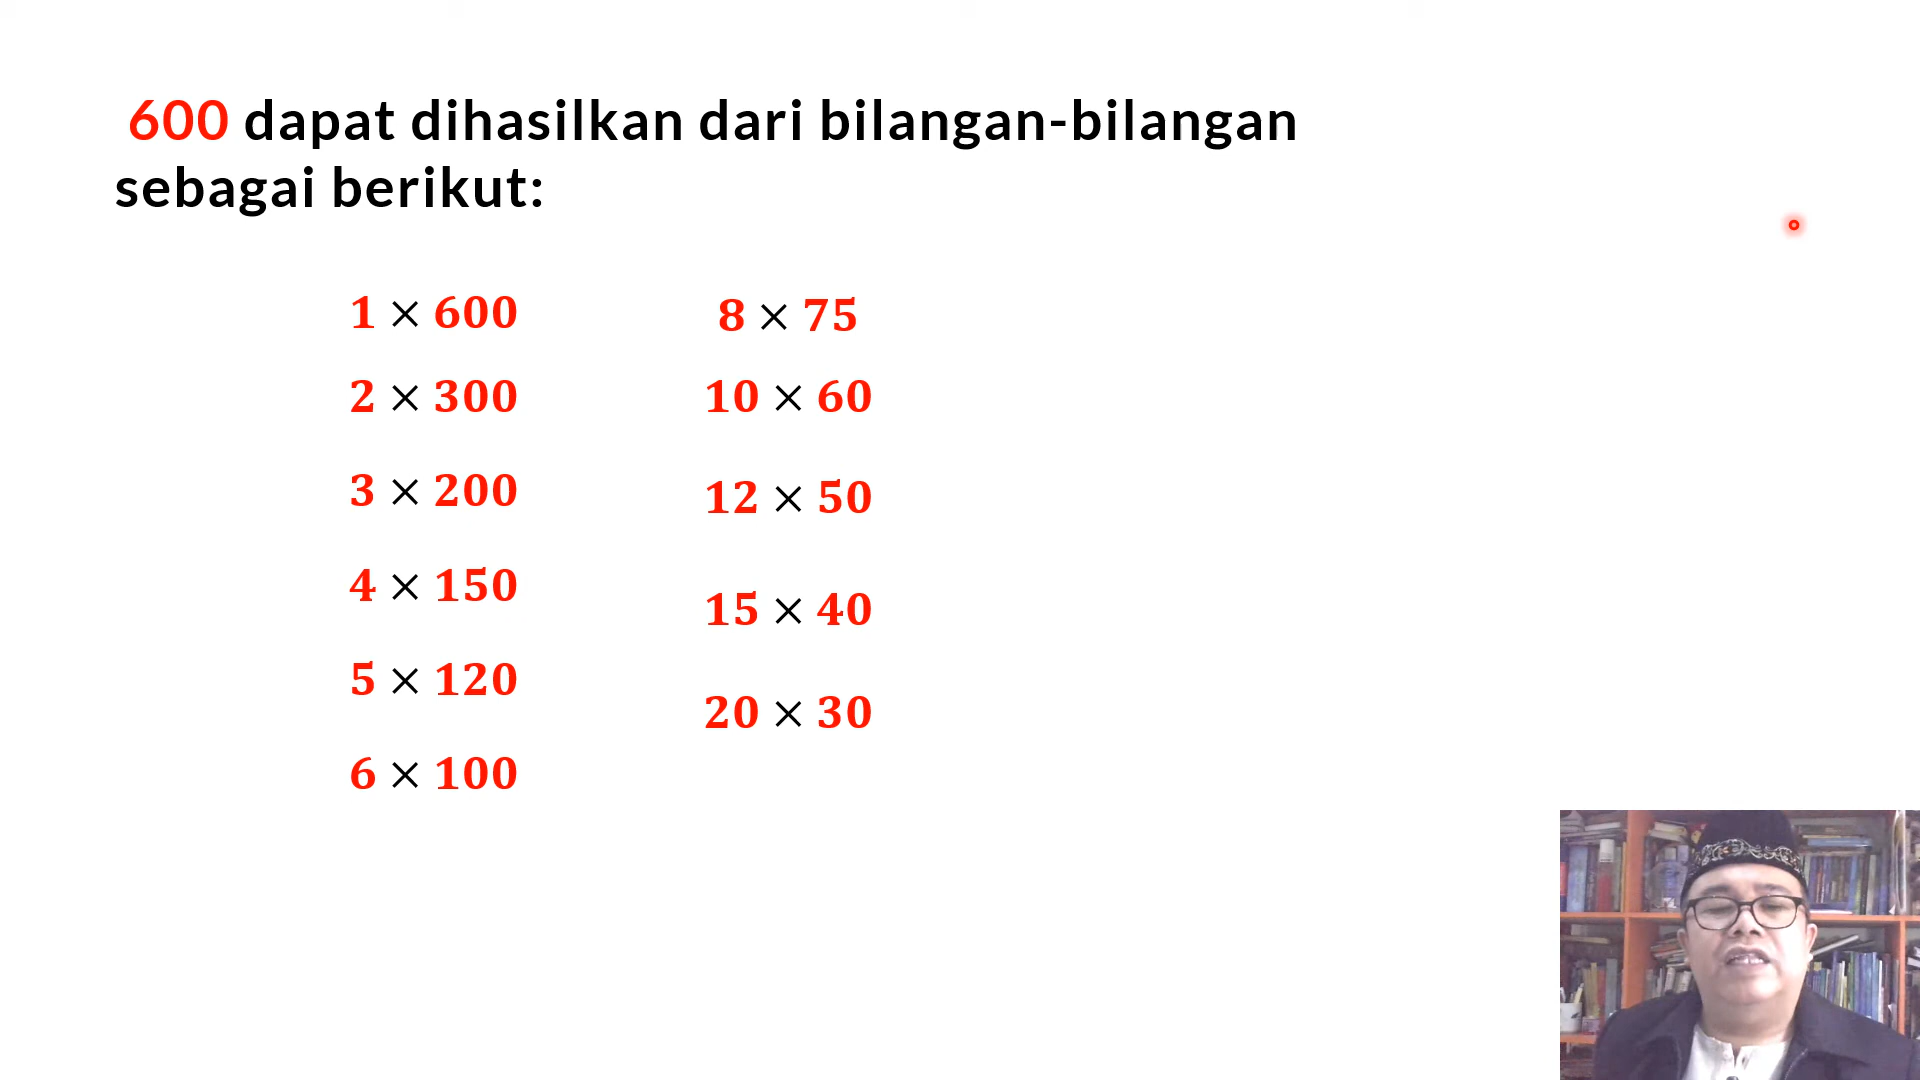 600 dapat dihasilkan dari bilangan-bilangan
sebagai berikut:
1 × 600
2 × 300
3 × 200
4 × 150
5 × 120
6 × 100
8 × 75
10 × 60
12 × 50
15 × 40
20 × 30